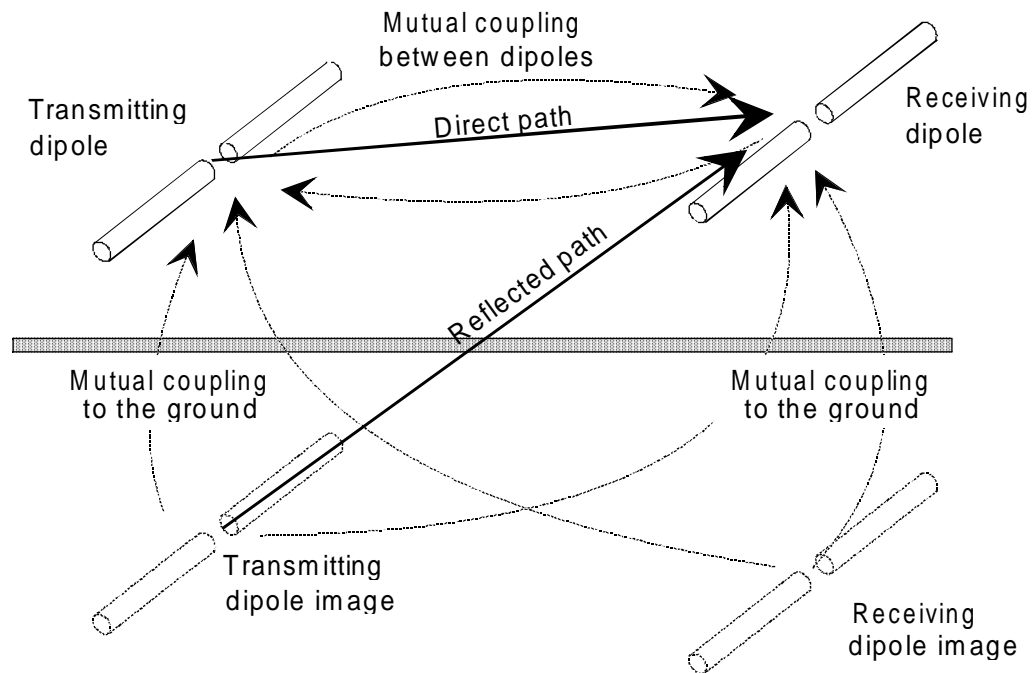 Mutual coupling
between dipoles
Transmitting
dipole
Receiving
dipole
Direct path
Reflected path
Mutual coupling
to the ground
Mutual coupling
to the ground
Transmitting
dipole image
Receiving
dipole image